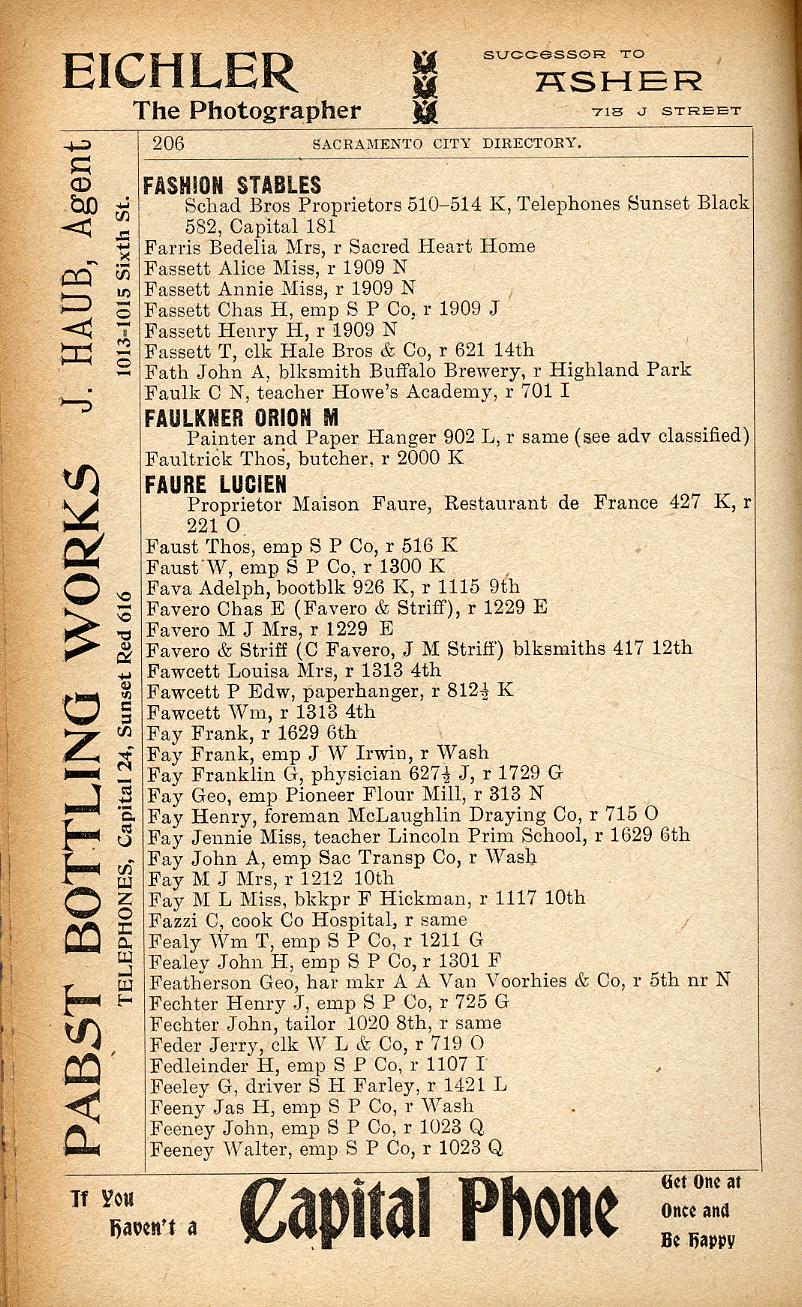 EICHLER
The Photographer
SUCCESSOR TO
ASHER
718 J STREET
PABST BOTTLING WORKS J. HAUB, Agent
TELEPHONES, Capital 24, Sunset Red 616 1013-1015 Sixth St.
206 SACRAMENTO CITY DIRECTORY.
FASHION STABLES
Schad Bros Proprietors 510–514 K, Telephones Sunset Black
582, Capital 181
Farris Bedelia Mrs, r Sacred Heart Home
Fassett Alice Miss, r 1909 N
Fassett Annie Miss, r 1909 N
Fassett Chas H, emp S P Co, r 1909 J
Fassett Henry H, r 1909 N
Fassett T, clk Hale Bros & Co, r 621 14th
Fath John A, blksmith Buffalo Brewery, r Highland Park
Faulk C N, teacher Howe's Academy, r 701 I
FAULKNER ORION M
Painter and Paper Hanger 902 L, r same (see adv classified)
Faultrick Thos, butcher, r 2000 K
FAURE LUCIEN
Proprietor Maison Faure, Restaurant de France 427 K, r
221 O
Faust Thos, emp S P Co, r 516 K
Faust W, emp S P Co, r 1300 K
Fava Adelph, bootblk 926 K, r 1115 9th
Favero Chas E (Favero & Striff), r 1229 E
Favero M J Mrs, r 1229 E
Favero & Striff (C Favero, J M Striff) blksmiths 417 12th
Fawcett Louisa Mrs, r 1313 4th
Fawcett P Edw, paperhanger, r 812½ K
Fawcett Wm, r 1313 4th
Fay Frank, r 1629 6th
Fay Frank, emp J W Irwin, r Wash
Fay Franklin G, physician 627½ J, r 1729 G
Fay Geo, emp Pioneer Flour Mill, r 313 N
Fay Henry, foreman McLaughlin Draying Co, r 715 O
Fay Jennie Miss, teacher Lincoln Prim School, r 1629 6th
Fay John A, emp Sac Transp Co, r Wash
Fay M J Mrs, r 1212 10th
Fay M L Miss, bkkpr F Hickman, r 1117 10th
Fazzi C, cook Co Hospital, r same
Fealy Wm T, emp S P Co, r 1211 G
Fealey John H, emp S P Co, r 1301 F
Featherson Geo, har mkr A A Van Voorhies & Co, r 5th nr N
Fechter Henry J, emp S P Co, r 725 G
Fechter John, tailor 1020 8th, r same
Feder Jerry, clk W L & Co, r 719 O
Fedleinder H, emp S P Co, r 1107 I
Feeley G, driver S H Farley, r 1421 L
Feeny Jas H, emp S P Co, r Wash
Feeney John, emp S P Co, r 1023 Q
Feeney Walter, emp S P Co, r 1023 Q
If You
Haven't a
Capital Phone
Get One at
Once and
Be Happy